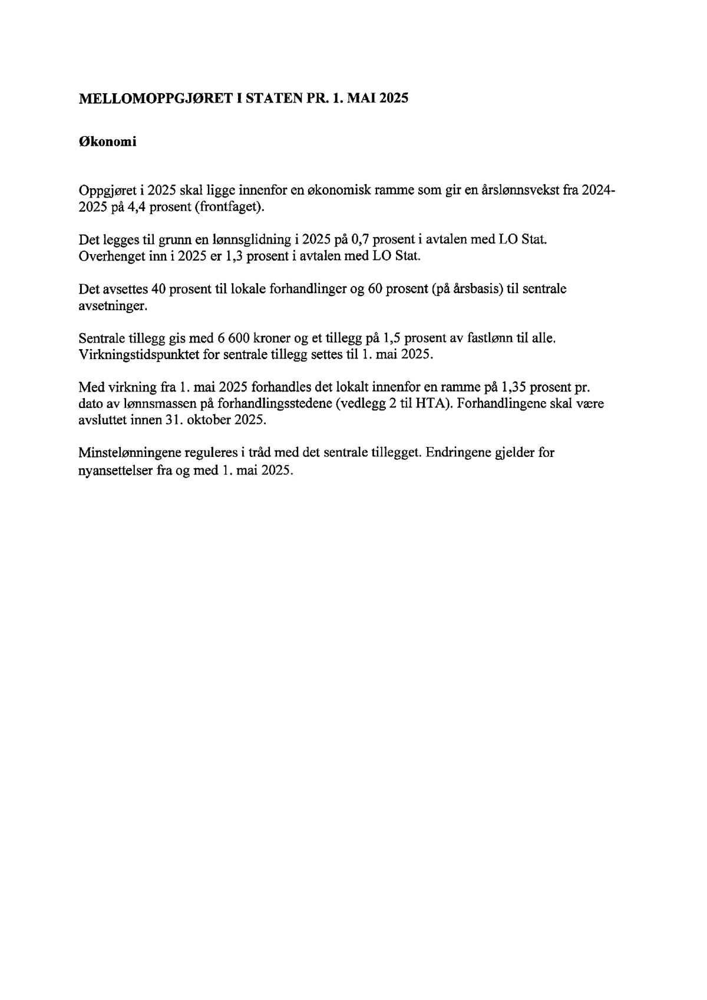 MELLOMOPPGJØRET I STATEN PR. 1. MAI 2025
Økonomi
Oppgjøret i 2025 skal ligge innenfor en økonomisk ramme som gir en årslønnsvekst fra 2024-
2025 på 4,4 prosent (frontfaget).
Det legges til grunn en lønnsglidning i 2025 på 0,7 prosent i avtalen med LO Stat.
Overhenget inn i 2025 er 1,3 prosent i avtalen med LO Stat.
Det avsettes 40 prosent til lokale forhandlinger og 60 prosent (på årsbasis) til sentrale
avsetninger.
Sentrale tillegg gis med 6 600 kroner og et tillegg på 1,5 prosent av fastlønn til alle.
Virkningstidspunktet for sentrale tillegg settes til 1. mai 2025.
Med virkning fra 1. mai 2025 forhandles det lokalt innenfor en ramme på 1,35 prosent pr.
dato av lønnsmassen på forhandlingsstedene (vedlegg 2 til HTA). Forhandlingene skal være
avsluttet innen 31. oktober 2025.
Minstelønningene reguleres i tråd med det sentrale tillegget. Endringene gjelder for
nyansettelser fra og med 1. mai 2025.